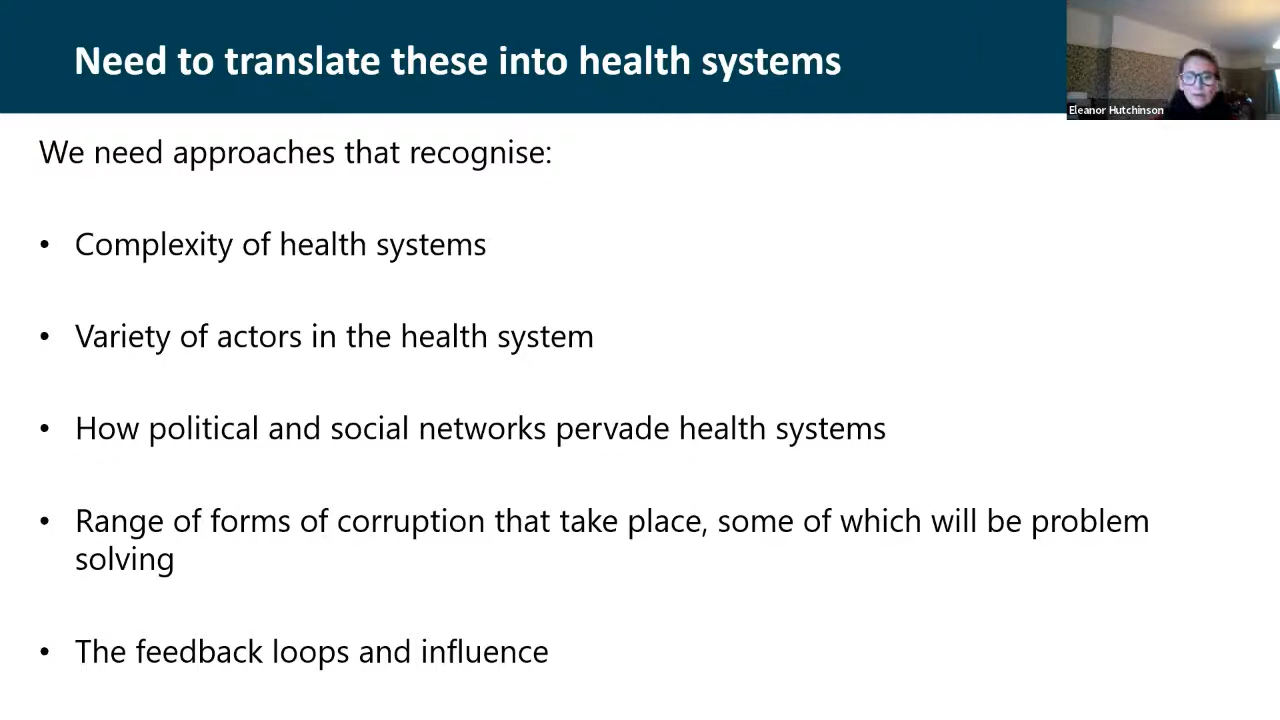 Need to translate these into health systems
Eleanor Hutchinson
We need approaches that recognise:
• Complexity of health systems
• Variety of actors in the health system
• How political and social networks pervade health systems
• Range of forms of corruption that take place, some of which will be problem
solving
• The feedback loops and influence